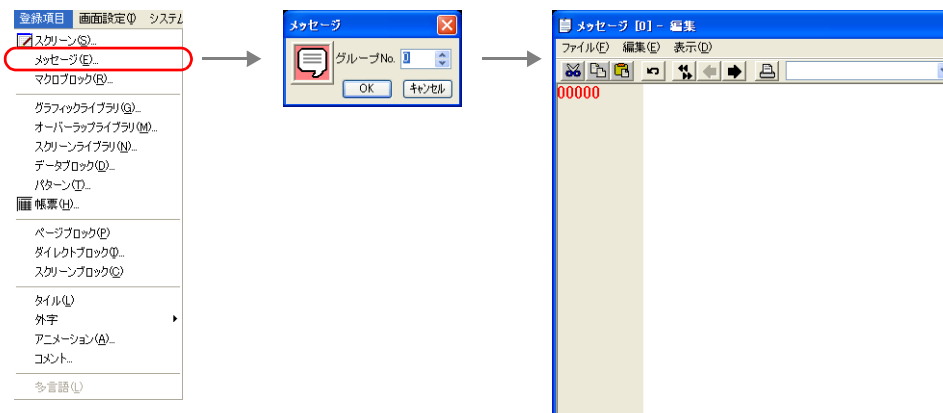 登録項目 画面設定(I) システム
スクリーン(S)...
メッセージ(E)...
マクロブロック(R)...
グラフィックライブラリ(G)...
オーバーラップライブラリ(M)...
スクリーンライブラリ(N)...
データブロック(D)...
パターン(T)...
帳票(H)...
ページブロック(P)
ダイレクトブロック(I)...
スクリーンブロック(C)
タイル(L)
外字
アニメーション(A)...
コメント...
多言語(L)
メッセージ
グループNo. 0
OK キャンセル
メッセージ [0] - 編集
ファイル(F) 編集(E) 表示(D)
00000